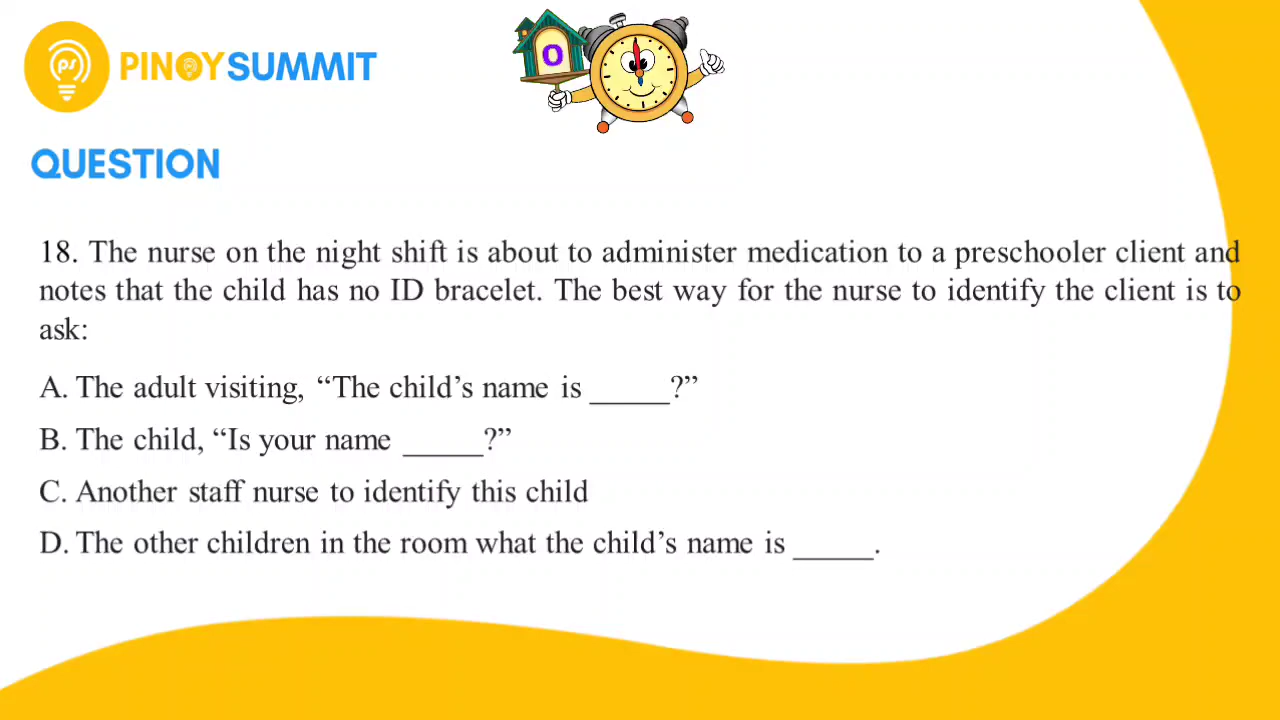 PINOY SUMMIT
O
QUESTION
18. The nurse on the night shift is about to administer medication to a preschooler client and
notes that the child has no ID bracelet. The best way for the nurse to identify the client is to
ask:
A. The adult visiting, “The child’s name is _____?”
B. The child, “Is your name _____?”
C. Another staff nurse to identify this child
D. The other children in the room what the child’s name is _____.